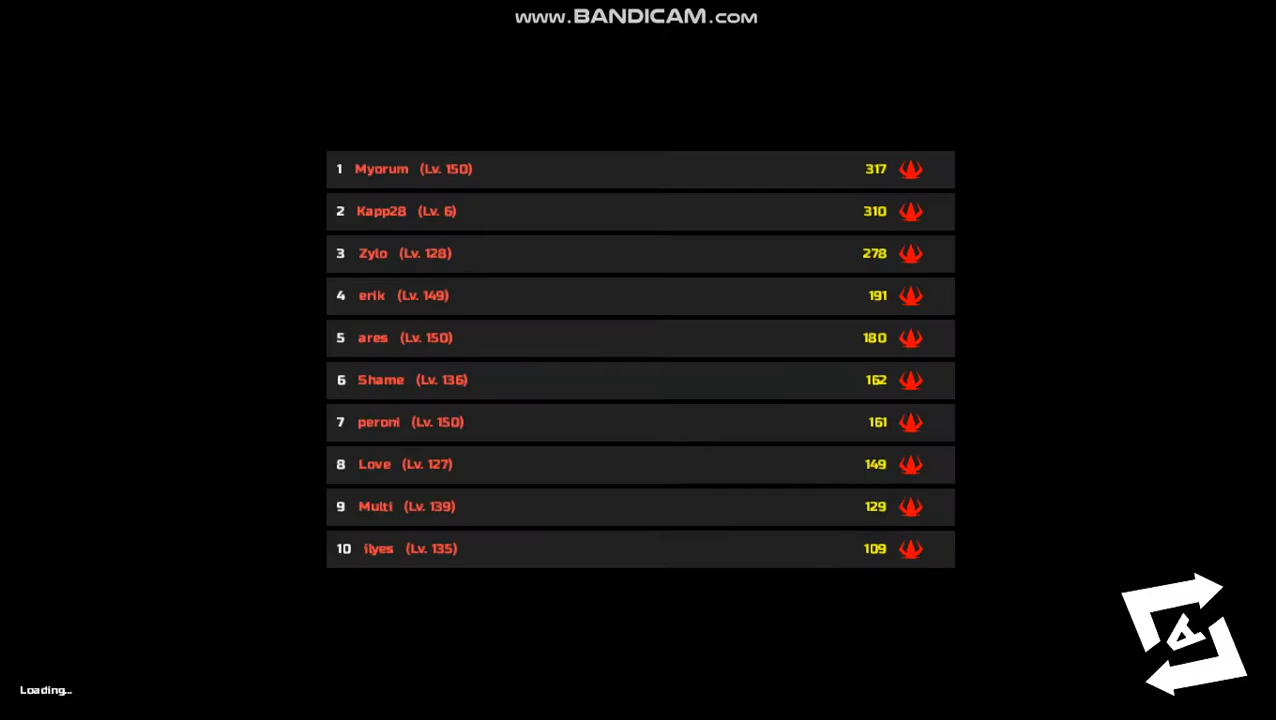 www.BANDICAM.com
1 Myorum (Lv. 150) 317
2 Kapp28 (Lv. 6) 310
3 Zylo (Lv. 128) 278
4 erik (Lv. 149) 191
5 ares (Lv. 150) 180
6 Shame (Lv. 136) 162
7 peroni (Lv. 150) 161
8 Love (Lv. 127) 149
9 Multi (Lv. 139) 129
10 ilyes (Lv. 135) 109
A
Loading...